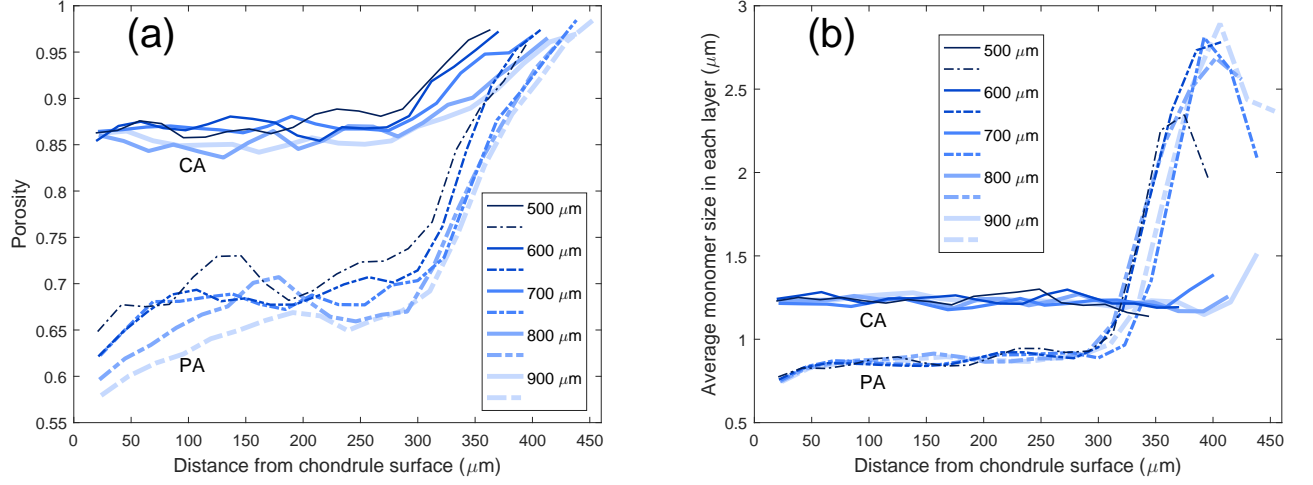 (a)
1
0.95
0.9
0.85
0.8
0.75
0.7
0.65
0.6
0.55
Porosity
CA
PA
500 μm
600 μm
700 μm
800 μm
900 μm
0 50 100 150 200 250 300 350 400 450
Distance from chondrule surface (μm)
(b)
3
2.5
2
1.5
1
0.5
Average monomer size in each layer (μm)
500 μm
600 μm
700 μm
800 μm
900 μm
CA
PA
0 50 100 150 200 250 300 350 400 450
Distance from chondrule surface (μm)